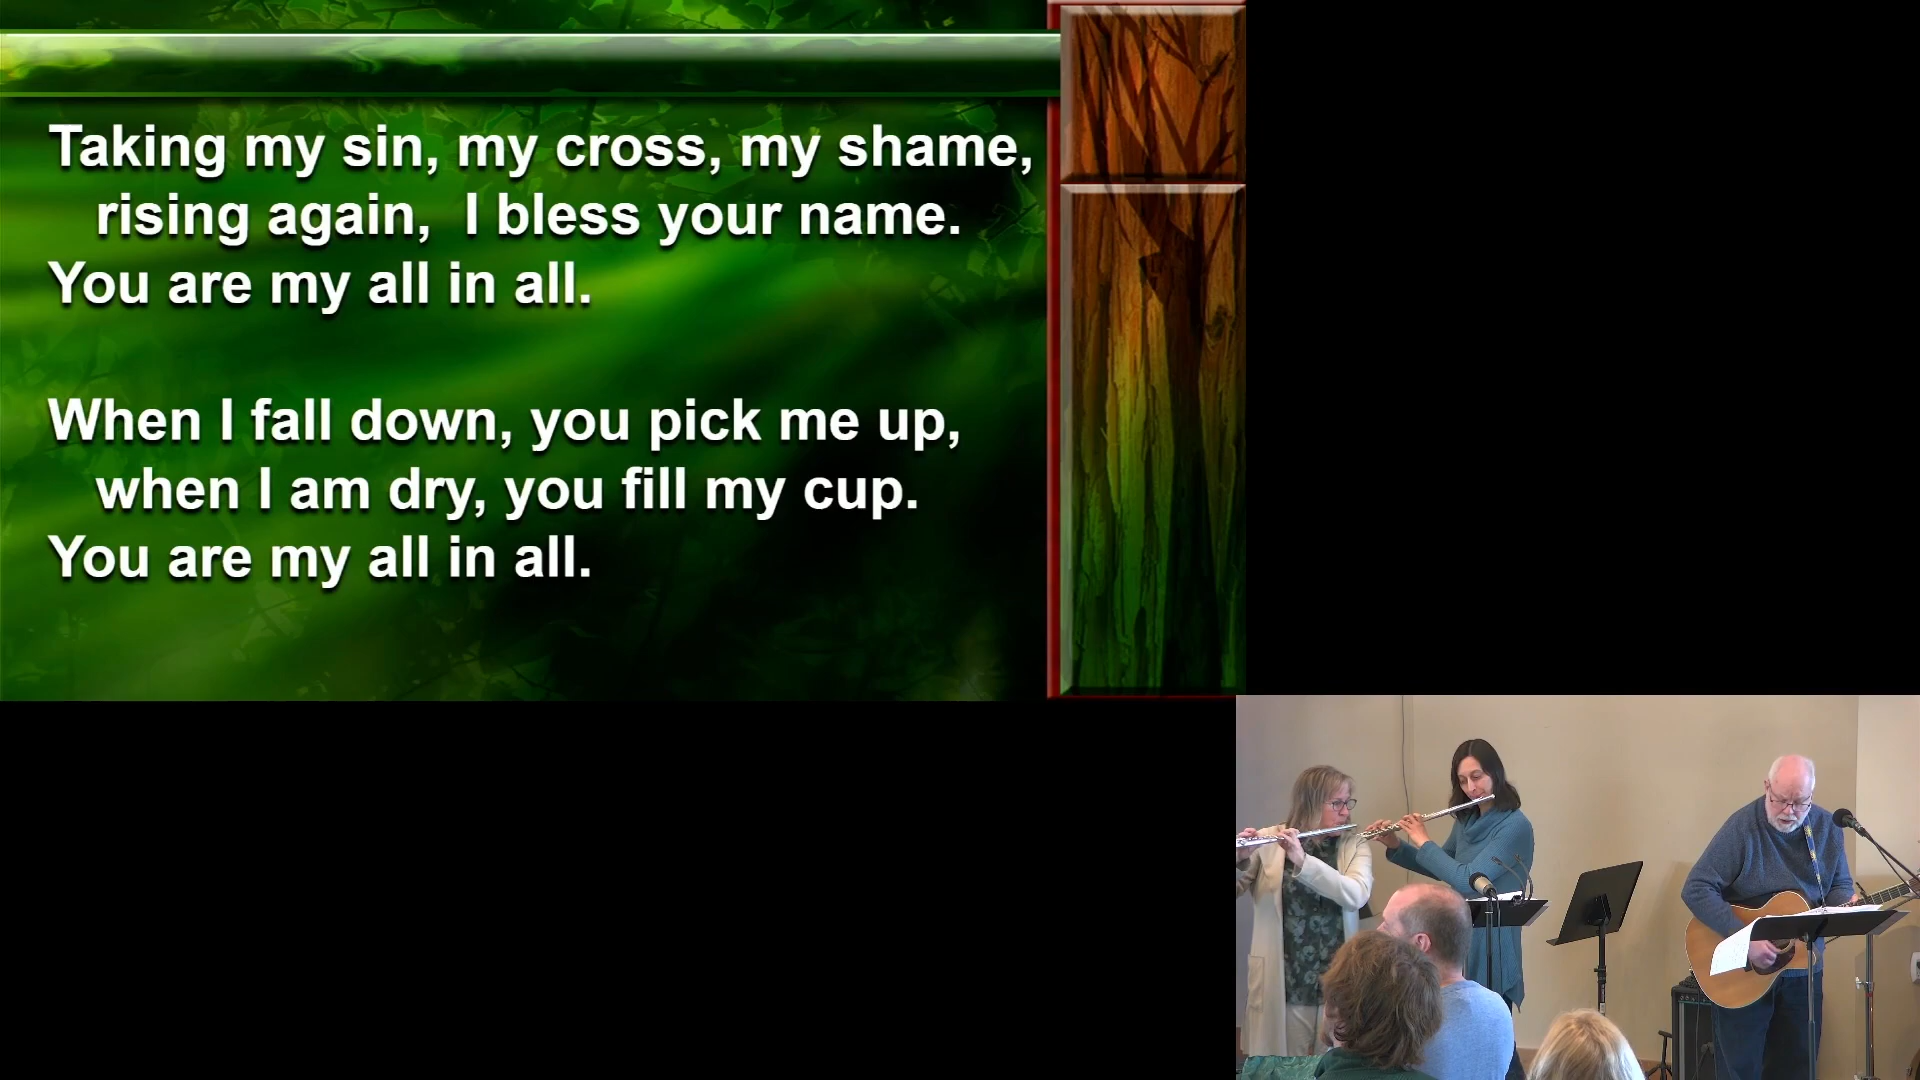 Taking my sin, my cross, my shame,
rising again, I bless your name.
You are my all in all.
When I fall down, you pick me up,
when I am dry, you fill my cup.
You are my all in all.